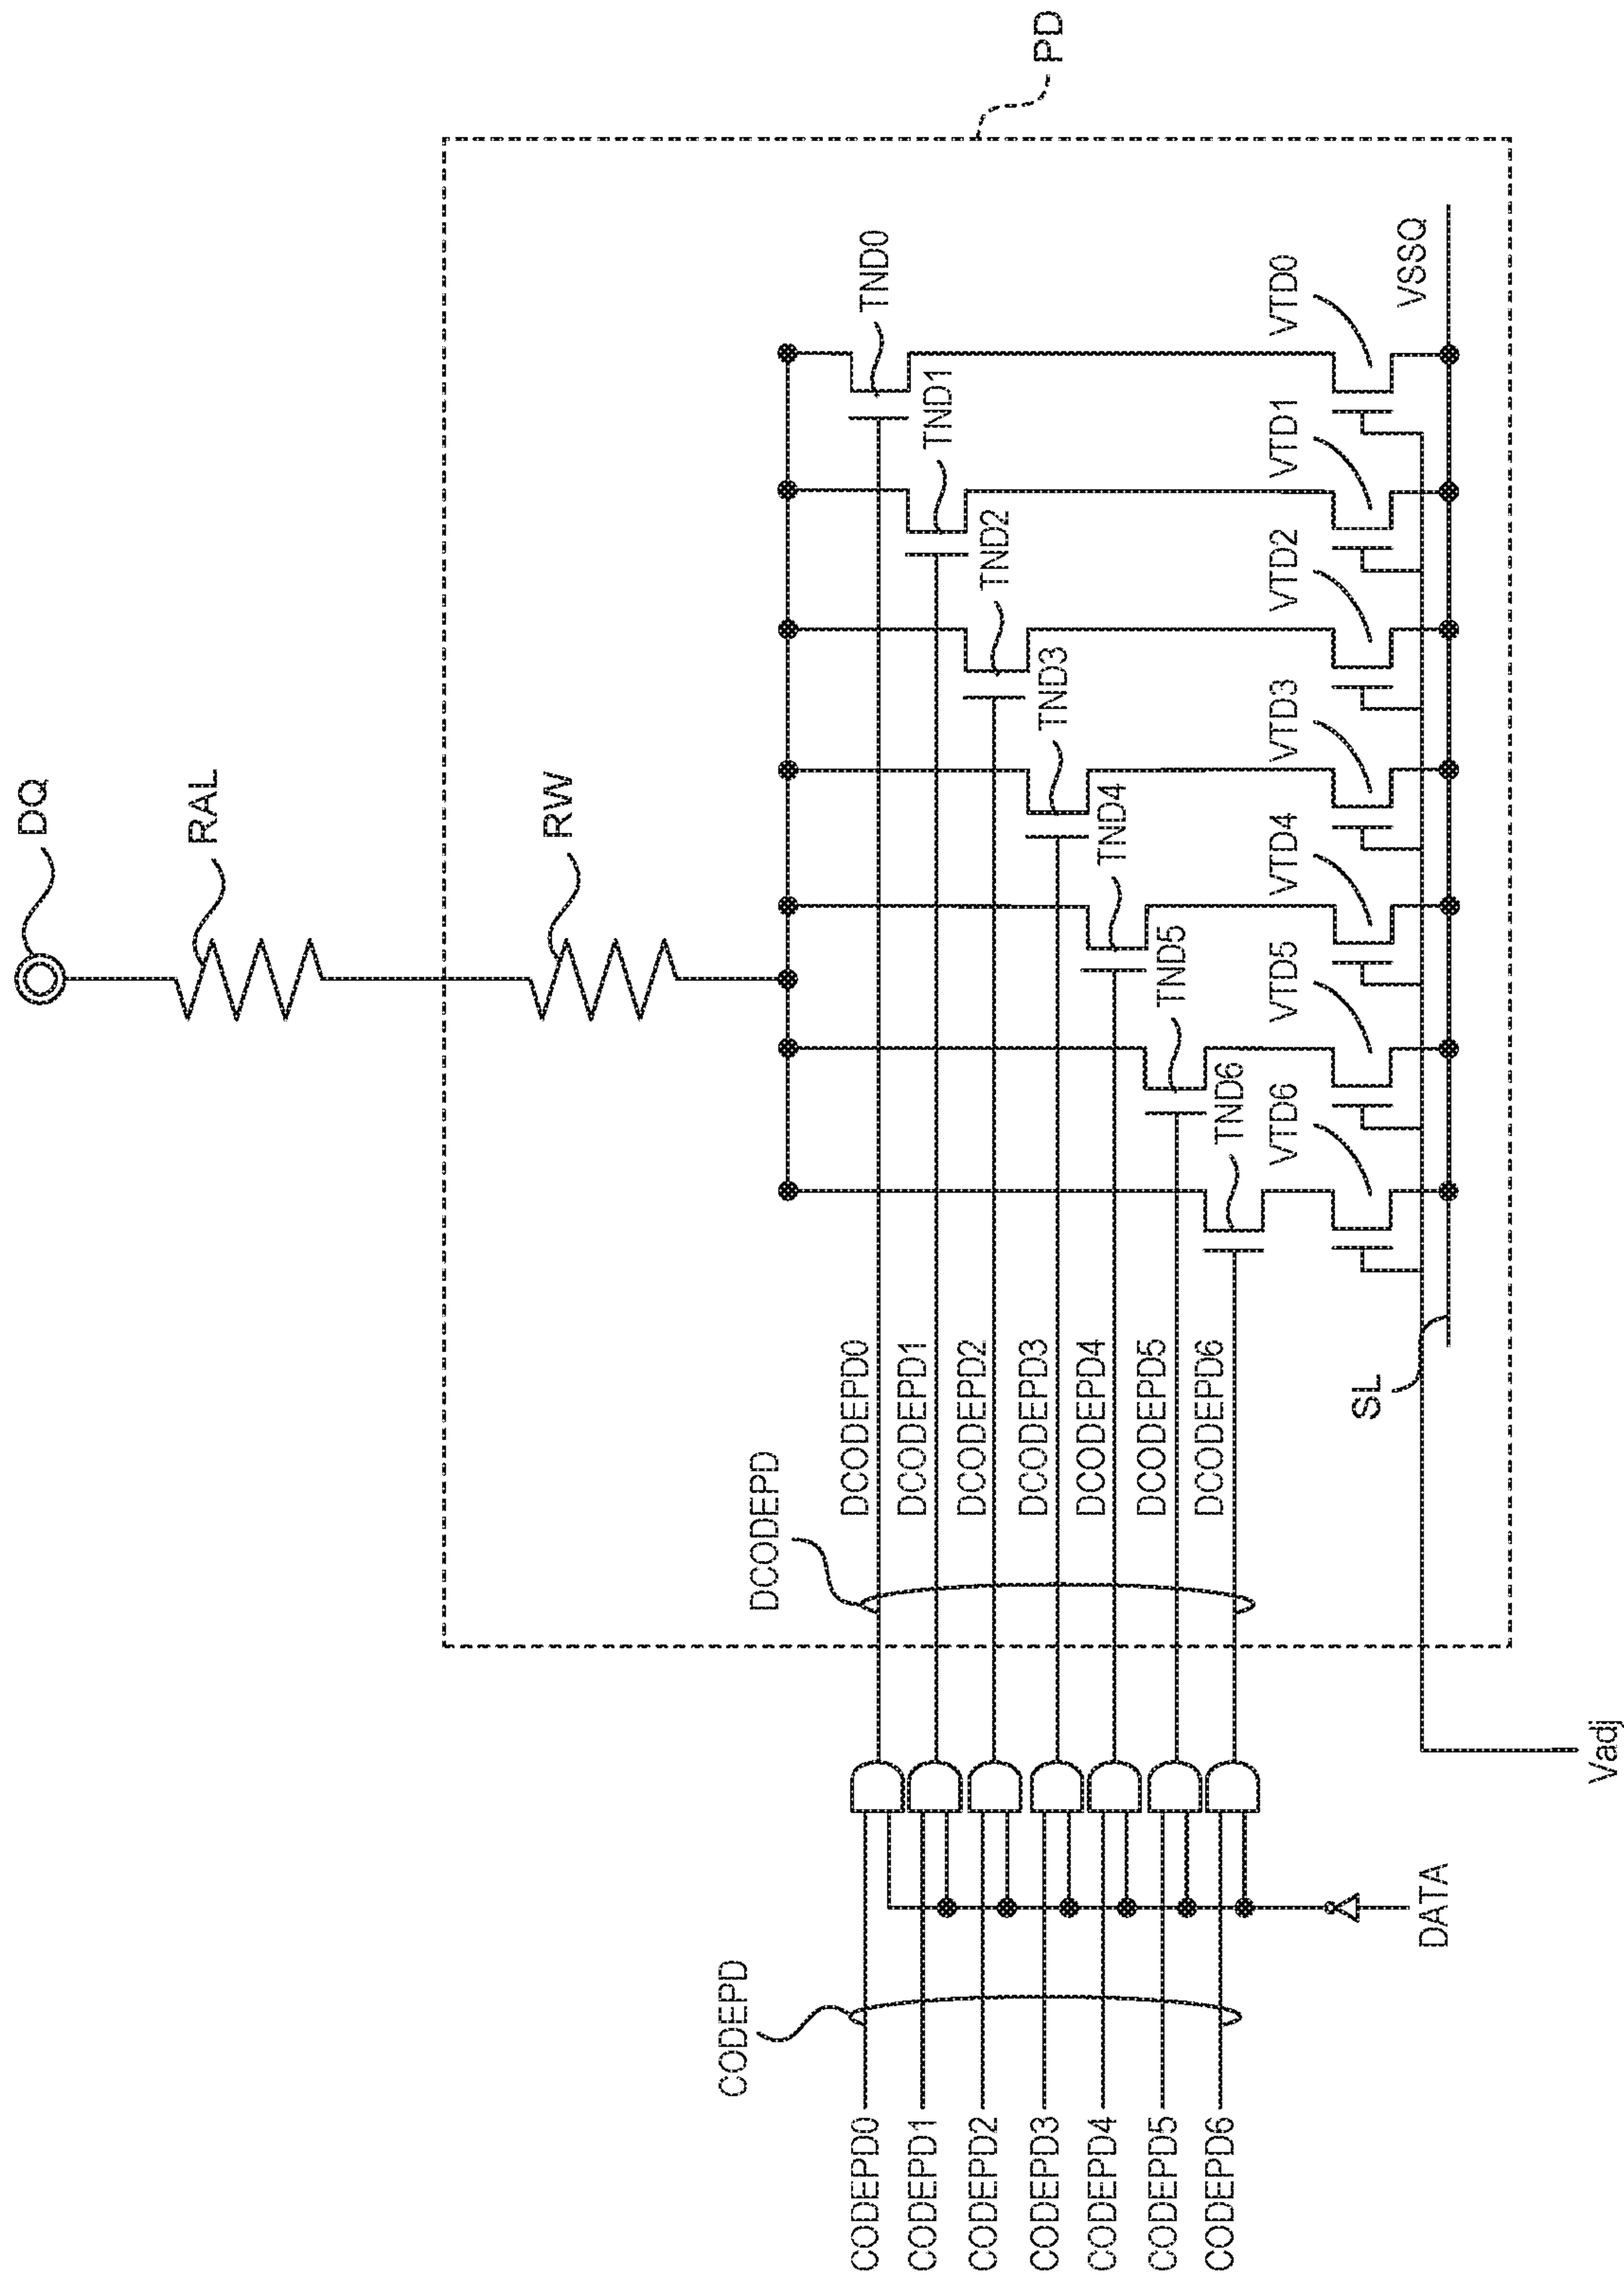 DQ
RAL
RW
PD
TND0
TND1
TND2
TND3
TND4
TND5
TND6
VTD0
VTD1
VTD2
VTD3
VTD4
VTD5
VTD6
VSSQ
SL
DCODEPD
DCODEPD0
DCODEPD1
DCODEPD2
DCODEPD3
DCODEPD4
DCODEPD5
DCODEPD6
CODEPD
CODEPD0
CODEPD1
CODEPD2
CODEPD3
CODEPD4
CODEPD5
CODEPD6
DATA
Vadj